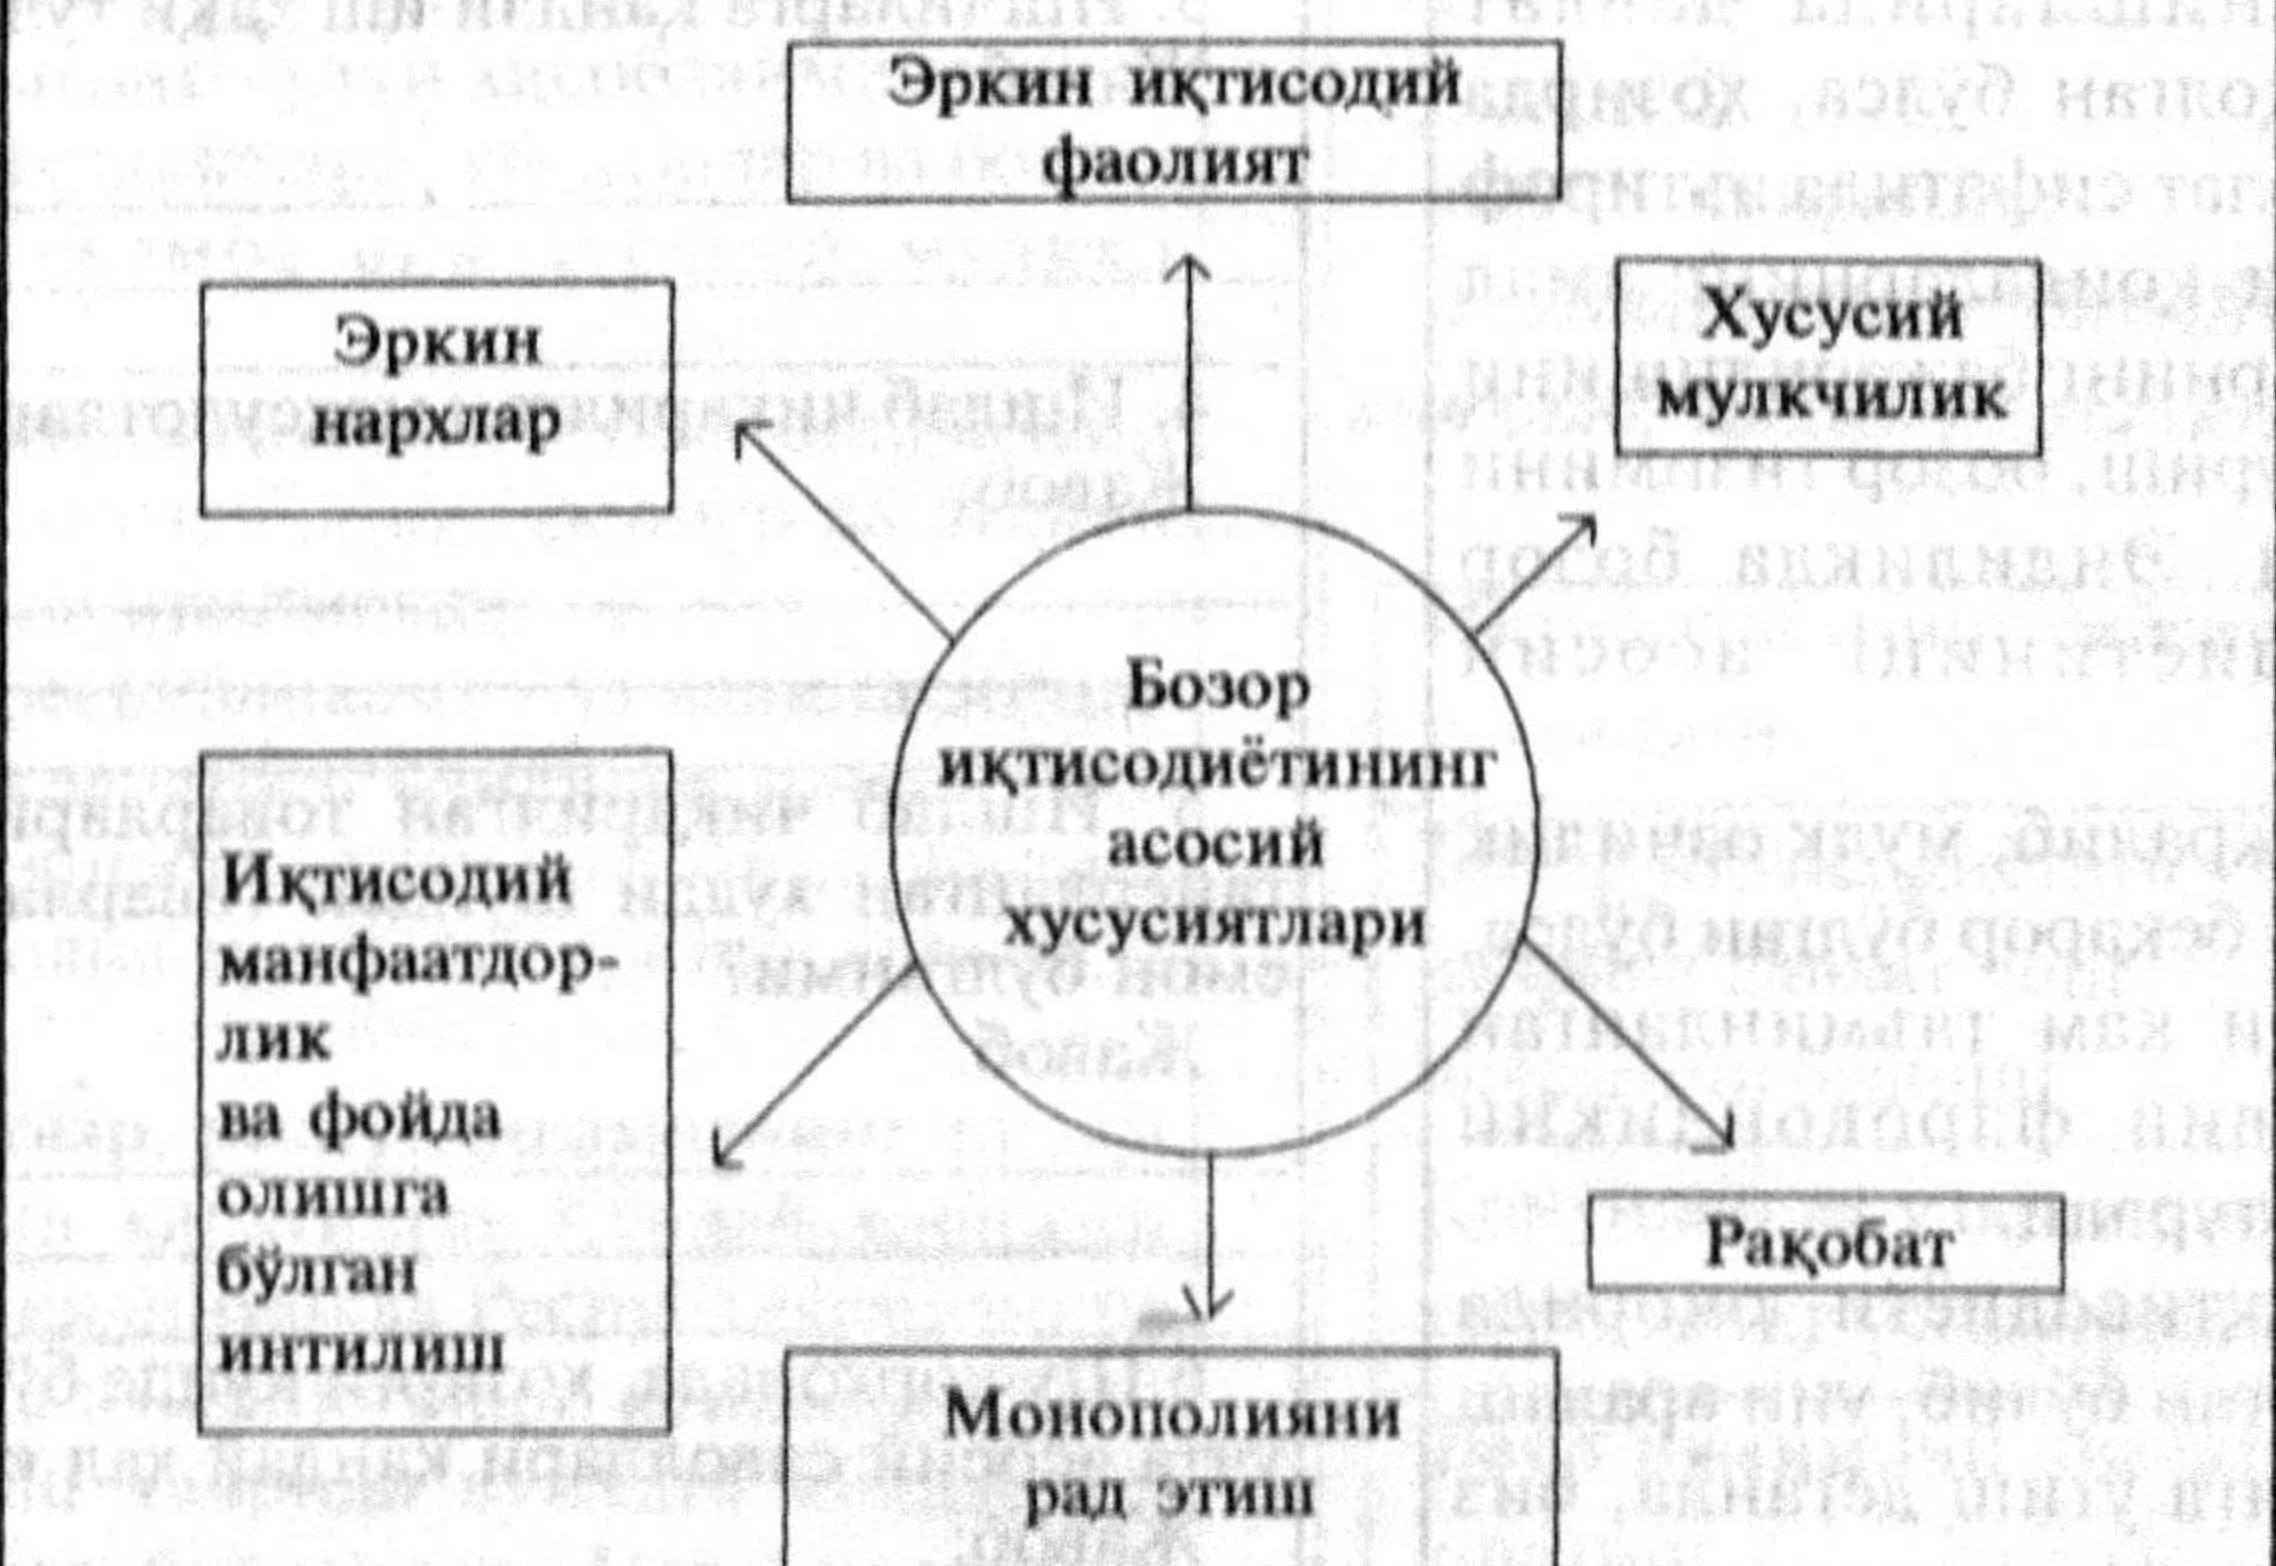 Эркин иқтисодий
фаолият
Эркин
нархлар
Хусусий
мулкчилик
Бозор
иқтисодиётининг
асосий
хусусиятлари
Иқтисодий
манфаатдор-
лик
ва фойда
олишга
бўлган
интилиш
Рақобат
Монополияни
рад этиш